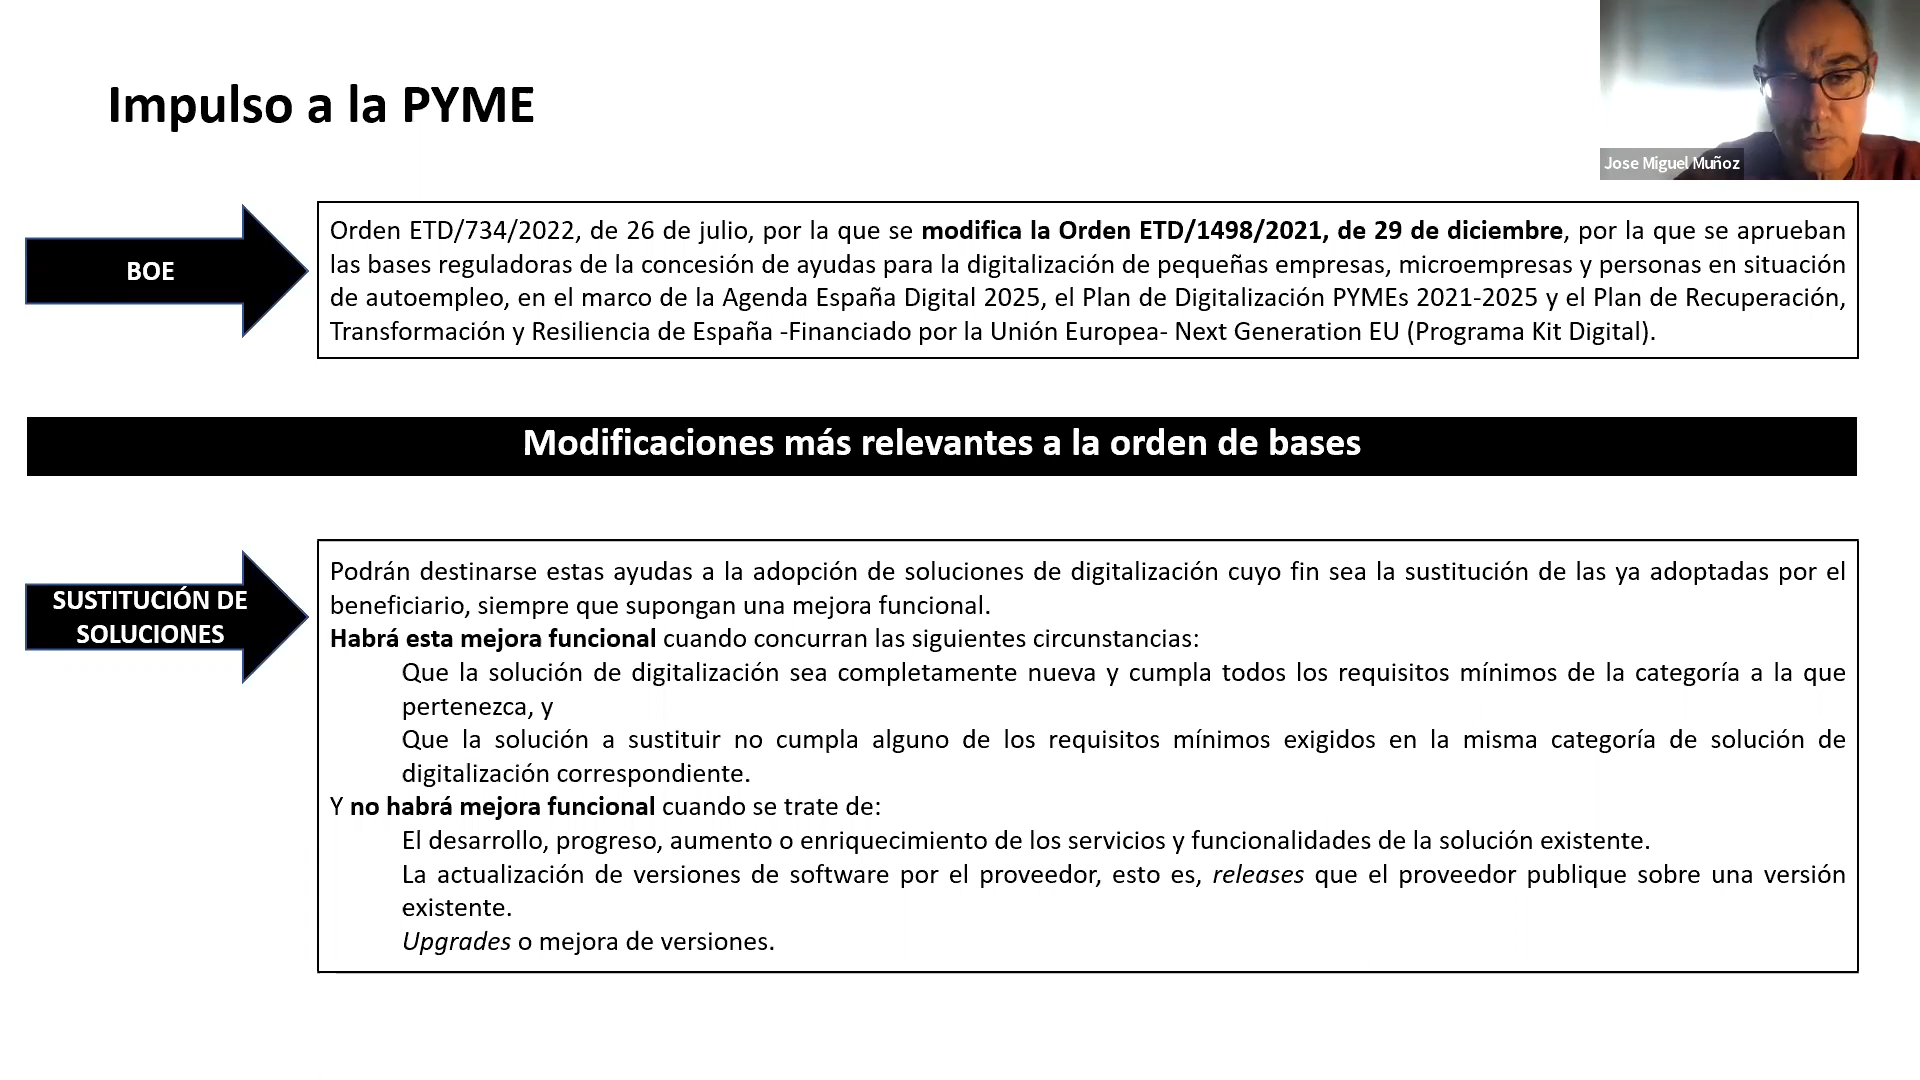 Impulso a la PYME
Jose Miguel Muñoz
BOE
Orden ETD/734/2022, de 26 de julio, por la que se modifica la Orden ETD/1498/2021, de 29 de diciembre, por la que se aprueban
las bases reguladoras de la concesión de ayudas para la digitalización de pequeñas empresas, microempresas y personas en situación
de autoempleo, en el marco de la Agenda España Digital 2025, el Plan de Digitalización PYMEs 2021-2025 y el Plan de Recuperación,
Transformación y Resiliencia de España -Financiado por la Unión Europea- Next Generation EU (Programa Kit Digital).
Modificaciones más relevantes a la orden de bases
SUSTITUCIÓN DE
SOLUCIONES
Podrán destinarse estas ayudas a la adopción de soluciones de digitalización cuyo fin sea la sustitución de las ya adoptadas por el
beneficiario, siempre que supongan una mejora funcional.
Habrá esta mejora funcional cuando concurran las siguientes circunstancias:
Que la solución de digitalización sea completamente nueva y cumpla todos los requisitos mínimos de la categoría a la que
pertenezca, y
Que la solución a sustituir no cumpla alguno de los requisitos mínimos exigidos en la misma categoría de solución de
digitalización correspondiente.
Y no habrá mejora funcional cuando se trate de:
El desarrollo, progreso, aumento o enriquecimiento de los servicios y funcionalidades de la solución existente.
La actualización de versiones de software por el proveedor, esto es, releases que el proveedor publique sobre una versión
existente.
Upgrades o mejora de versiones.